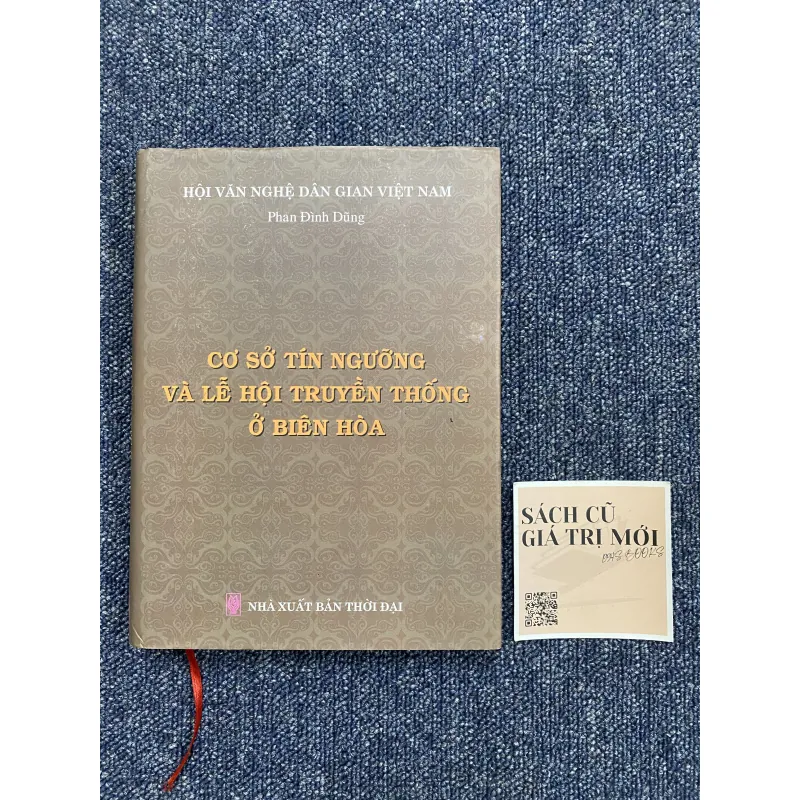 HỘI VĂN NGHỆ DÂN GIAN VIỆT NAM
Phan Đình Dũng
CƠ SỞ TÍN NGƯỠNG
VÀ LỄ HỘI TRUYỀN THỐNG
Ở BIÊN HÒA
NHÀ XUẤT BẢN THỜI ĐẠI
SÁCH CŨ
GIÁ TRỊ MỚI
BOOKS